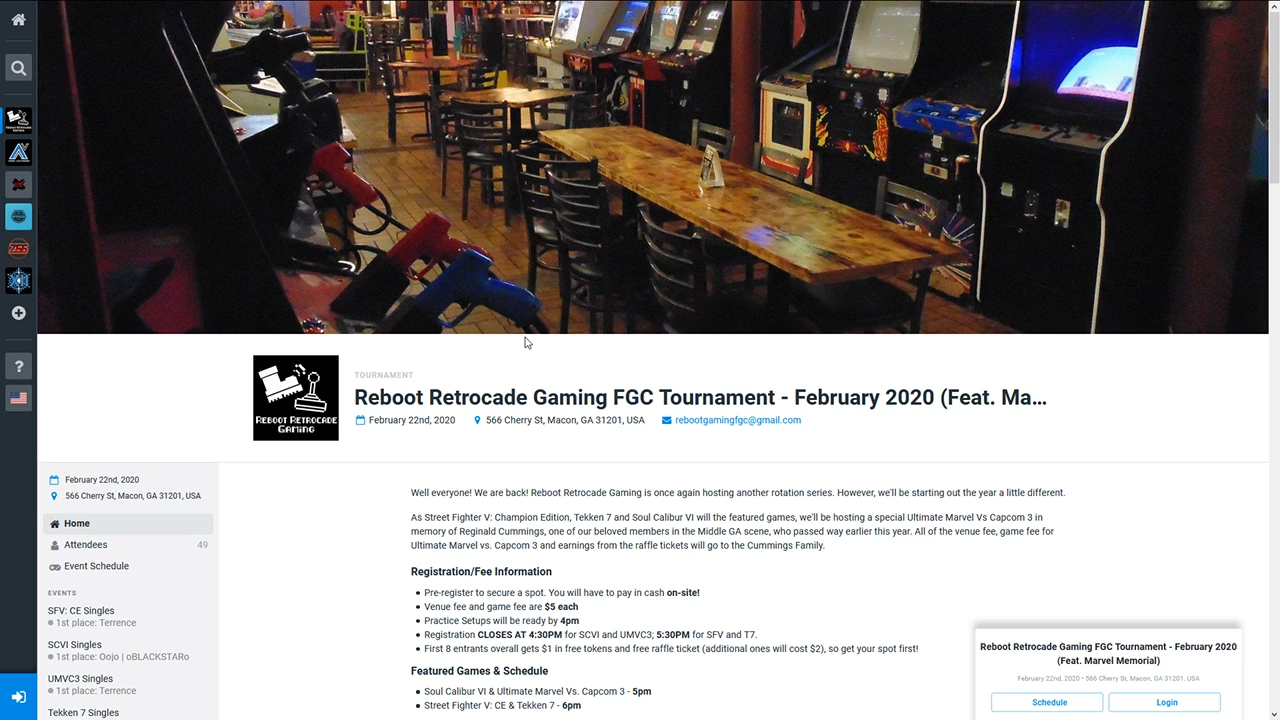 REBOOT RETROCADE
GAMING
TOURNAMENT
Reboot Retrocade Gaming FGC Tournament - February 2020 (Feat. Ma...
February 22nd, 2020
566 Cherry St, Macon, GA 31201, USA
rebootgamingfgc@gmail.com
February 22nd, 2020
566 Cherry St, Macon, GA 31201, USA
Home
Attendees 49
Event Schedule
EVENTS
SFV: CE Singles
1st place: Terrence
SCVI Singles
1st place: Oojo | oBLACKSTARo
UMVC3 Singles
1st place: Terrence
Tekken 7 Singles
Well everyone! We are back! Reboot Retrocade Gaming is once again hosting another rotation series. However, we'll be starting out the year a little different.
As Street Fighter V: Champion Edition, Tekken 7 and Soul Calibur VI will the featured games, we'll be hosting a special Ultimate Marvel Vs Capcom 3 in
memory of Reginald Cummings, one of our beloved members in the Middle GA scene, who passed way earlier this year. All of the venue fee, game fee for
Ultimate Marvel vs. Capcom 3 and earnings from the raffle tickets will go to the Cummings Family.
Registration/Fee Information
Pre-register to secure a spot. You will have to pay in cash on-site!
Venue fee and game fee are $5 each
Practice Setups will be ready by 4pm
Registration CLOSES AT 4:30PM for SCVI and UMVC3; 5:30PM for SFV and T7.
First 8 entrants overall gets $1 in free tokens and free raffle ticket (additional ones will cost $2), so get your spot first!
Featured Games & Schedule
Soul Calibur VI & Ultimate Marvel Vs. Capcom 3 - 5pm
Street Fighter V: CE & Tekken 7 - 6pm
Reboot Retrocade Gaming FGC Tournament - February 2020
(Feat. Marvel Memorial)
February 22nd, 2020 • 566 Cherry St, Macon, GA 31201, USA
Schedule
Login